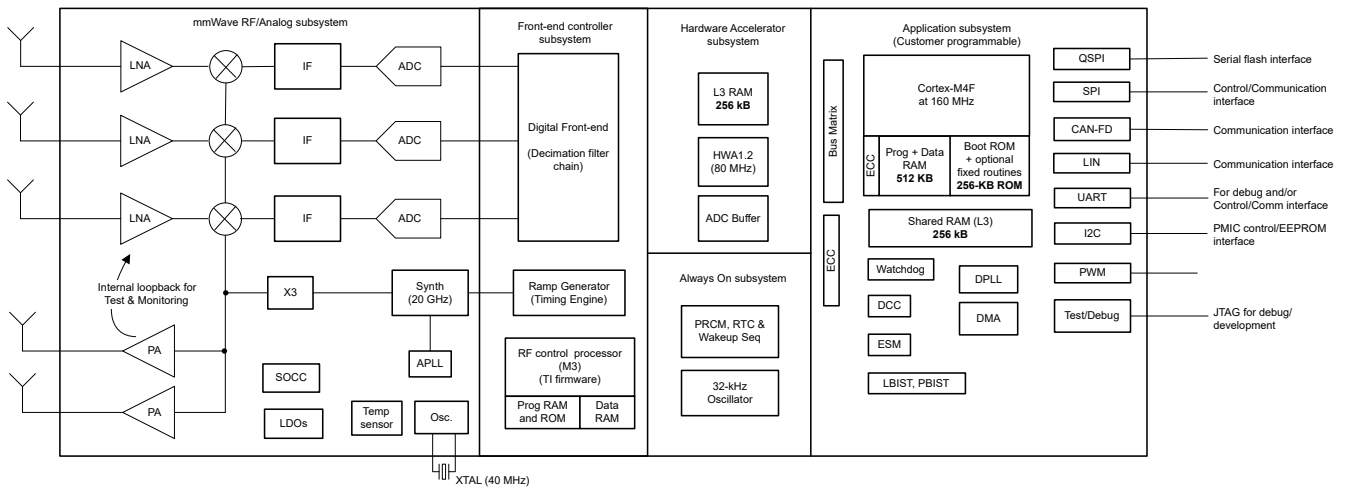 mmWave RF/Analog subsystem
LNA
IF
ADC
LNA
IF
ADC
LNA
IF
ADC
Internal loopback for
Test & Monitoring
X3
Synth
(20 GHz)
PA
APLL
SOCC
PA
LDOs
Temp
sensor
Osc.
XTAL (40 MHz)
Front-end controller
subsystem
Digital Front-end
(Decimation filter
chain)
Ramp Generator
(Timing Engine)
RF control processor
(M3)
(TI firmware)
Prog RAM
and ROM
Data
RAM
Hardware Accelerator
subsystem
L3 RAM
256 kB
HWA1.2
(80 MHz)
ADC Buffer
Always On subsystem
PRCM, RTC &
Wakeup Seq
32-kHz
Oscillator
Application subsystem
(Customer programmable)
Bus Matrix
Cortex-M4F
at 160 MHz
ECC
Prog + Data
RAM
512 KB
Boot ROM
+ optional
fixed routines
256-KB ROM
Shared RAM (L3)
256 kB
ECC
Watchdog
DPLL
DCC
DMA
ESM
LBIST, PBIST
QSPI
Serial flash interface
SPI
Control/Communication
interface
CAN-FD
Communication interface
LIN
Communication interface
UART
For debug and/or
Control/Comm interface
I2C
PMIC control/EEPROM
interface
PWM
Test/Debug
JTAG for debug/
development